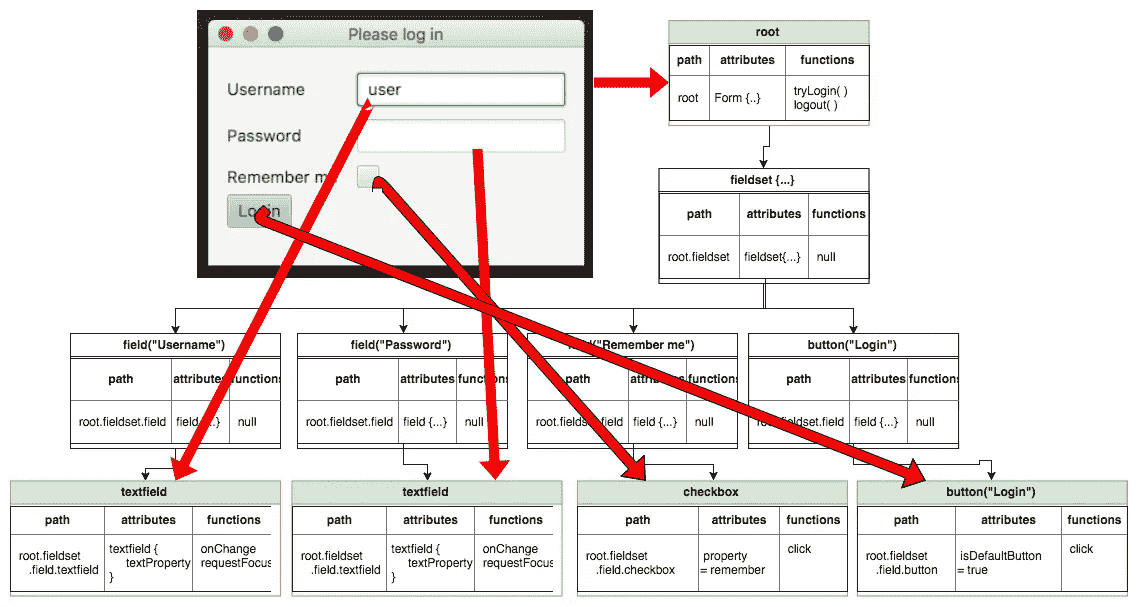 Please log in
Username
user
Password
Remember m
Login
root
path attributes functions
root Form {..} tryLogin( )
logout( )
fieldset {...}
path attributes functions
root.fieldset fieldset{...} null
field("Username")
path attributes functions
root.fieldset.field field {...} null
field("Password")
path attributes functions
root.fieldset.field field {...} null
("Remember me")
path attributes functions
root.fieldset.field field {...} null
button("Login")
path attributes functions
root.fieldset.field field {...} null
textfield
path attributes functions
root.fieldset
.field.textfield
textfield {
textProperty
}
onChange
requestFocus
textfield
path attributes functions
root.fieldset
.field.textfield
textfield {
textProperty
}
onChange
requestFocus
checkbox
path attributes functions
root.fieldset
.field.checkbox
property
= remember
click
button("Login")
path attributes functions
root.fieldset
.field.button
isDefaultButton
= true
click